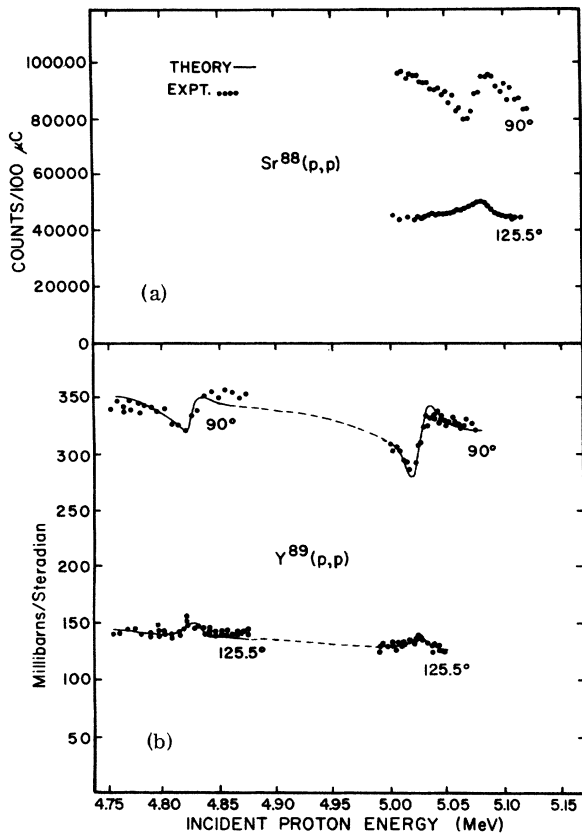 (a)
THEORY —
EXPT. ••••
Sr⁸⁸(p,p)
90°
125.5°
COUNTS/100 μC
100000
80000
60000
40000
20000
0
90°
90°
Y⁸⁹(p,p)
125.5°
125.5°
(b)
Millibarns/Steradian
350
300
250
200
150
100
50
4.75 4.80 4.85 4.90 4.95 5.00 5.05 5.10 5.15
INCIDENT PROTON ENERGY (MeV)